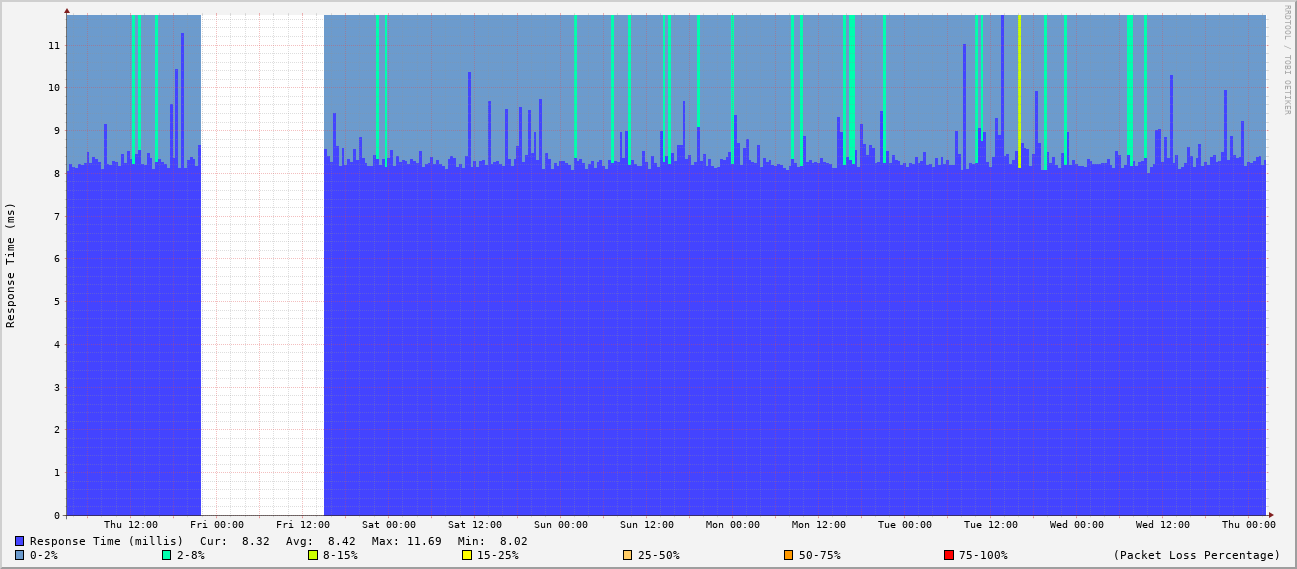 RRDTOOL / TOBI OETIKER
Response Time (ms)
11
10
9
8
7
6
5
4
3
2
1
0
Thu 12:00 Fri 00:00 Fri 12:00 Sat 00:00 Sat 12:00 Sun 00:00 Sun 12:00 Mon 00:00 Mon 12:00 Tue 00:00 Tue 12:00 Wed 00:00 Wed 12:00 Thu 00:00
Response Time (millis) Cur: 8.32 Avg: 8.42 Max: 11.69 Min: 8.02
0-2% 2-8% 8-15% 15-25% 25-50% 50-75% 75-100% (Packet Loss Percentage)